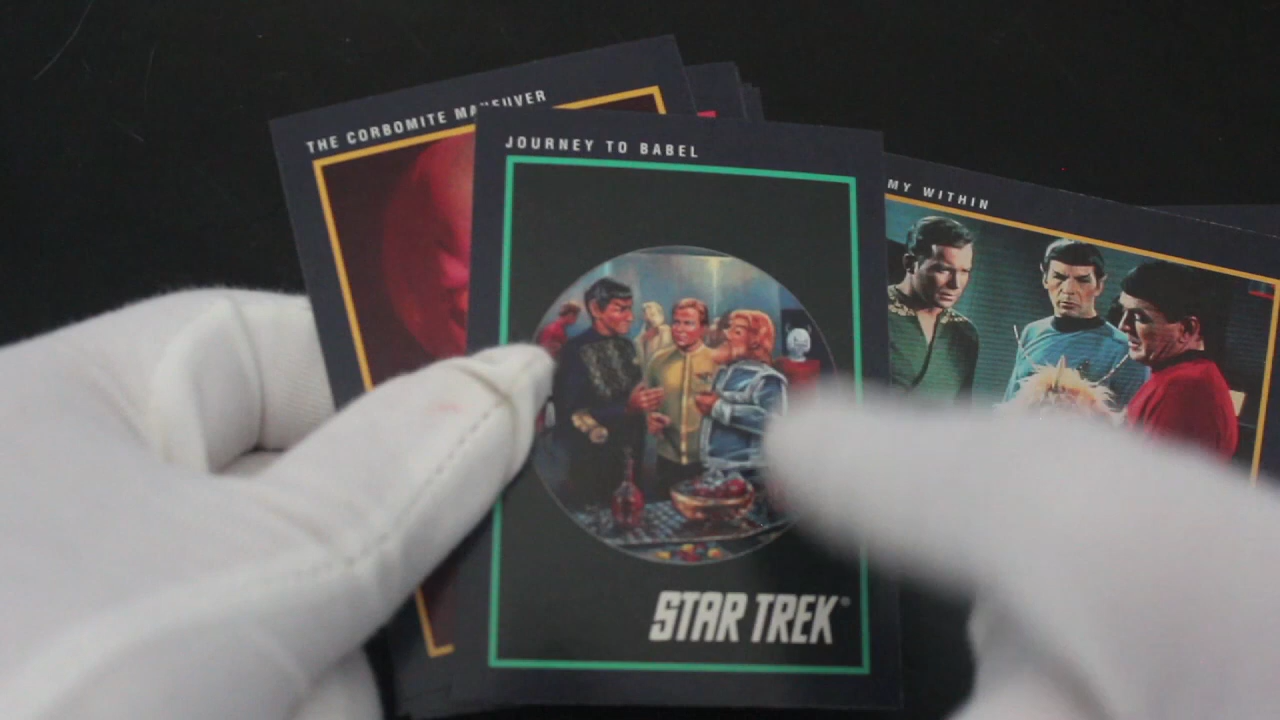 THE CORBOMITE MANEUVER
JOURNEY TO BABEL
MY WITHIN
STAR TREK®